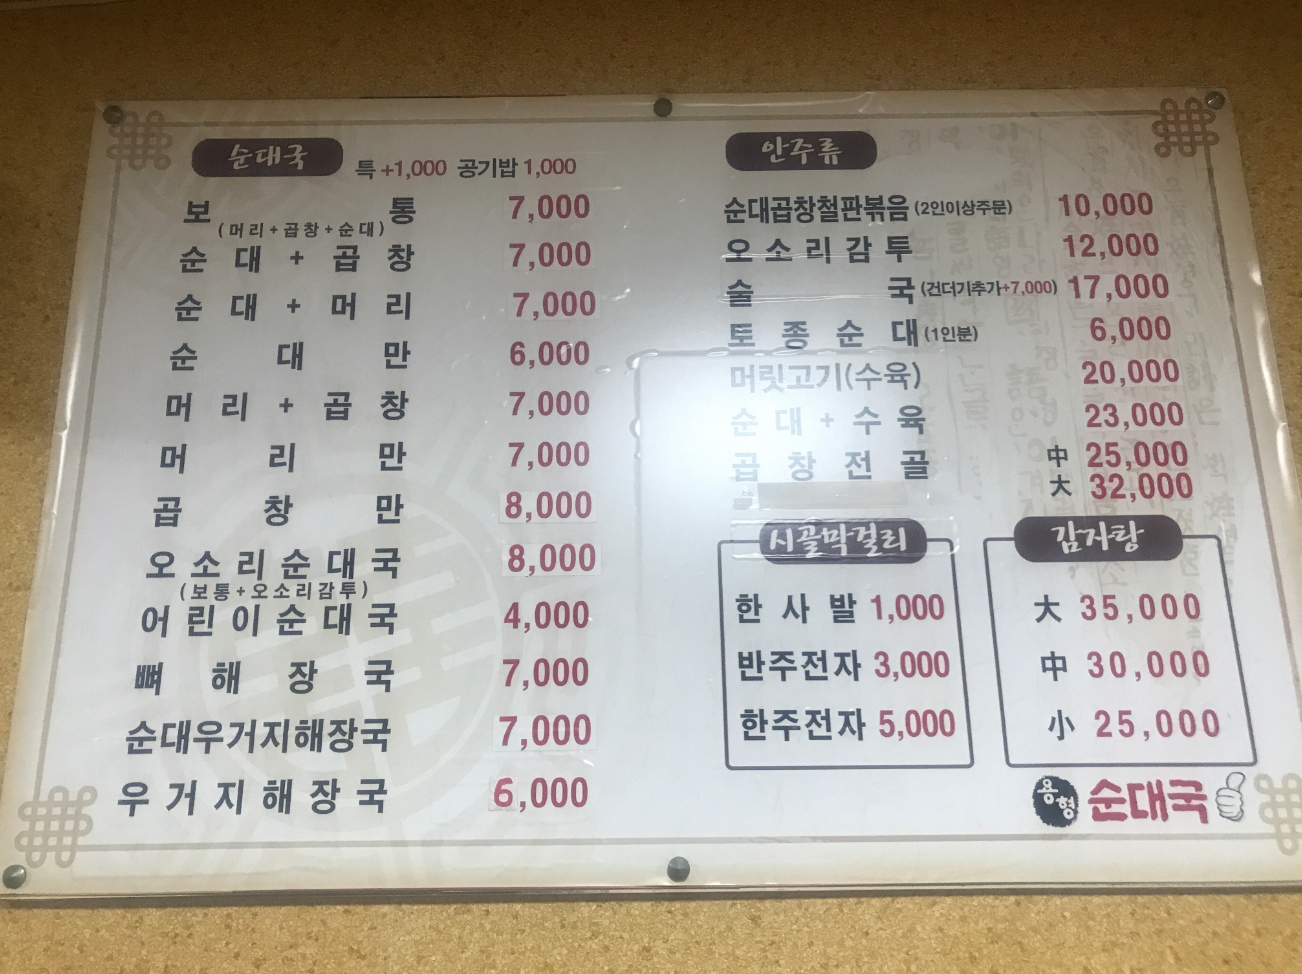 순대국 특 +1,000 공기밥 1,000
보통 7,000
(머리+곱창+순대)
순대+곱창 7,000
순대+머리 7,000
순대만 6,000
머리+곱창 7,000
머리만 7,000
곱창만 8,000
오소리순대국 8,000
(보통+오소리감투)
어린이순대국 4,000
뼈해장국 7,000
순대우거지해장국 7,000
우거지해장국 6,000
안주류
순대곱창철판볶음(2인이상주문) 10,000
오소리감투 12,000
술국(건더기추가+7,000) 17,000
토종순대(1인분) 6,000
머릿고기(수육) 20,000
순대+수육 23,000
곱창전골 中 25,000
大 32,000
시골막걸리
한사발 1,000
반주전자 3,000
한주전자 5,000
감자탕
大 35,000
中 30,000
小 25,000
용형 순대국